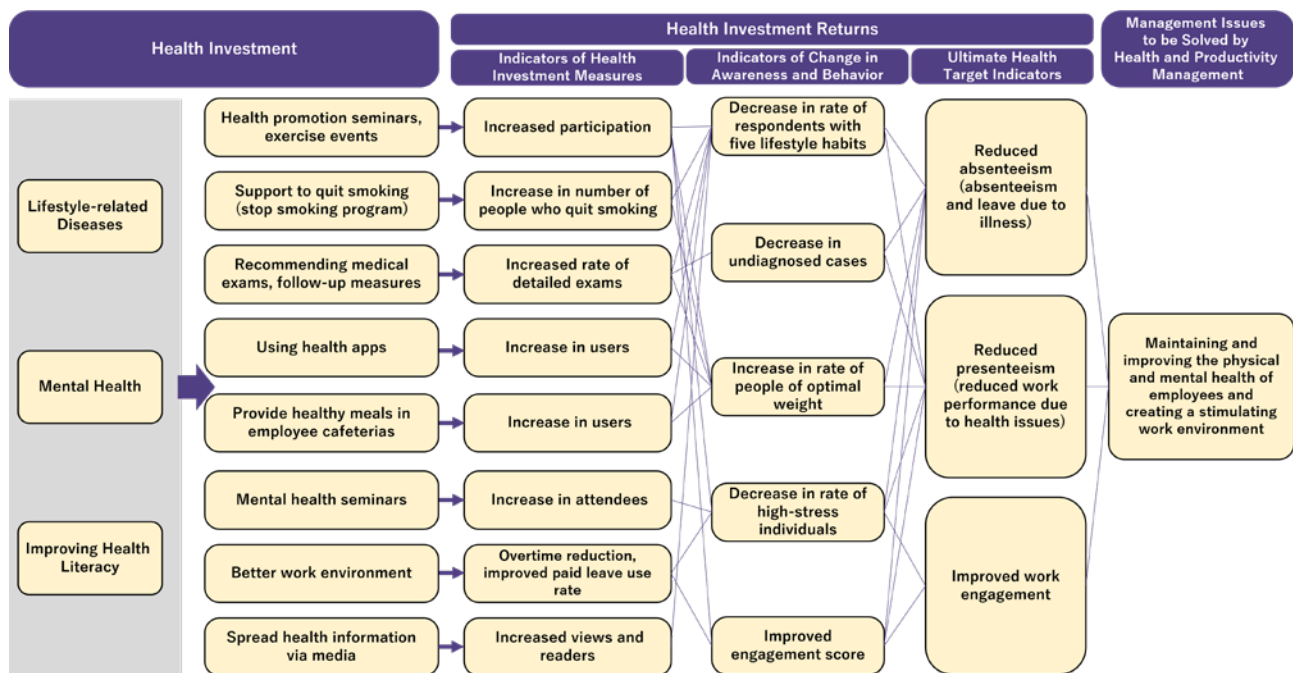 Health Investment
Health Investment Returns
Management Issues
to be Solved by
Health and Productivity
Management
Indicators of Health
Investment Measures
Indicators of Change in
Awareness and Behavior
Ultimate Health
Target Indicators
Lifestyle-related
Diseases
Mental Health
Improving Health
Literacy
Health promotion seminars,
exercise events
Support to quit smoking
(stop smoking program)
Recommending medical
exams, follow-up measures
Using health apps
Provide healthy meals in
employee cafeterias
Mental health seminars
Better work environment
Spread health information
via media
Increased participation
Increase in number of
people who quit smoking
Increased rate of
detailed exams
Increase in users
Increase in users
Increase in attendees
Overtime reduction,
improved paid leave use
rate
Increased views and
readers
Decrease in rate of
respondents with
five lifestyle habits
Decrease in
undiagnosed cases
Increase in rate of
people of optimal
weight
Decrease in rate of
high-stress
individuals
Improved
engagement score
Reduced
absenteeism
(absenteeism
and leave due to
illness)
Reduced
presenteeism
(reduced work
performance due
to health issues)
Improved work
engagement
Maintaining and
improving the physical
and mental health of
employees and
creating a stimulating
work environment